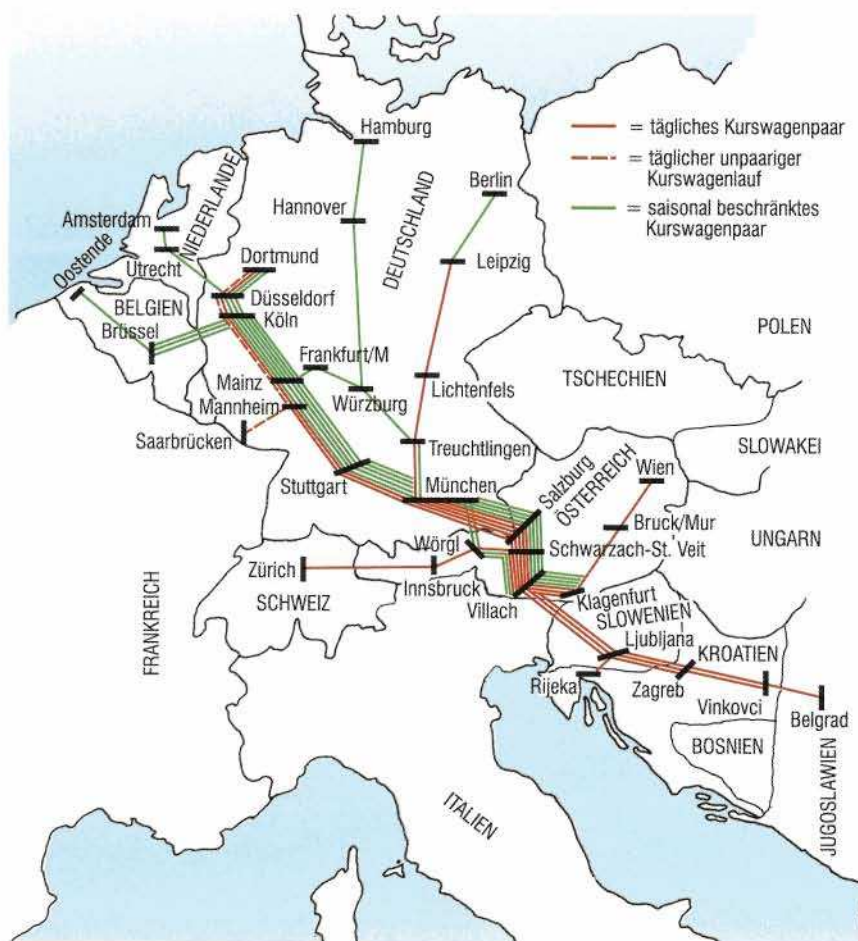 Hamburg
= tägliches Kurswagenpaar
= täglicher unpaariger
Kurswagenlauf
= saisonal beschränktes
Kurswagenpaar
Berlin
Hannover
DEUTSCHLAND
NIEDERLANDE
Amsterdam
Utrecht
Oostende
Dortmund
Leipzig
BELGIEN
Düsseldorf
Köln
Brüssel
POLEN
Frankfurt/M
Mainz
Würzburg
Lichtenfels
TSCHECHIEN
Mannheim
Saarbrücken
Treuchtlingen
SLOWAKEI
Stuttgart
München
Salzburg
ÖSTERREICH
Wien
Bruck/Mur
UNGARN
Wörgl
Schwarzach-St. Veit
Zürich
Innsbruck
SCHWEIZ
Villach
Klagenfurt
SLOWENIEN
FRANKREICH
Ljubljana
KROATIEN
Rijeka
Zagreb
Vinkovci
Belgrad
BOSNIEN
ITALIEN
JUGOSLAWIEN